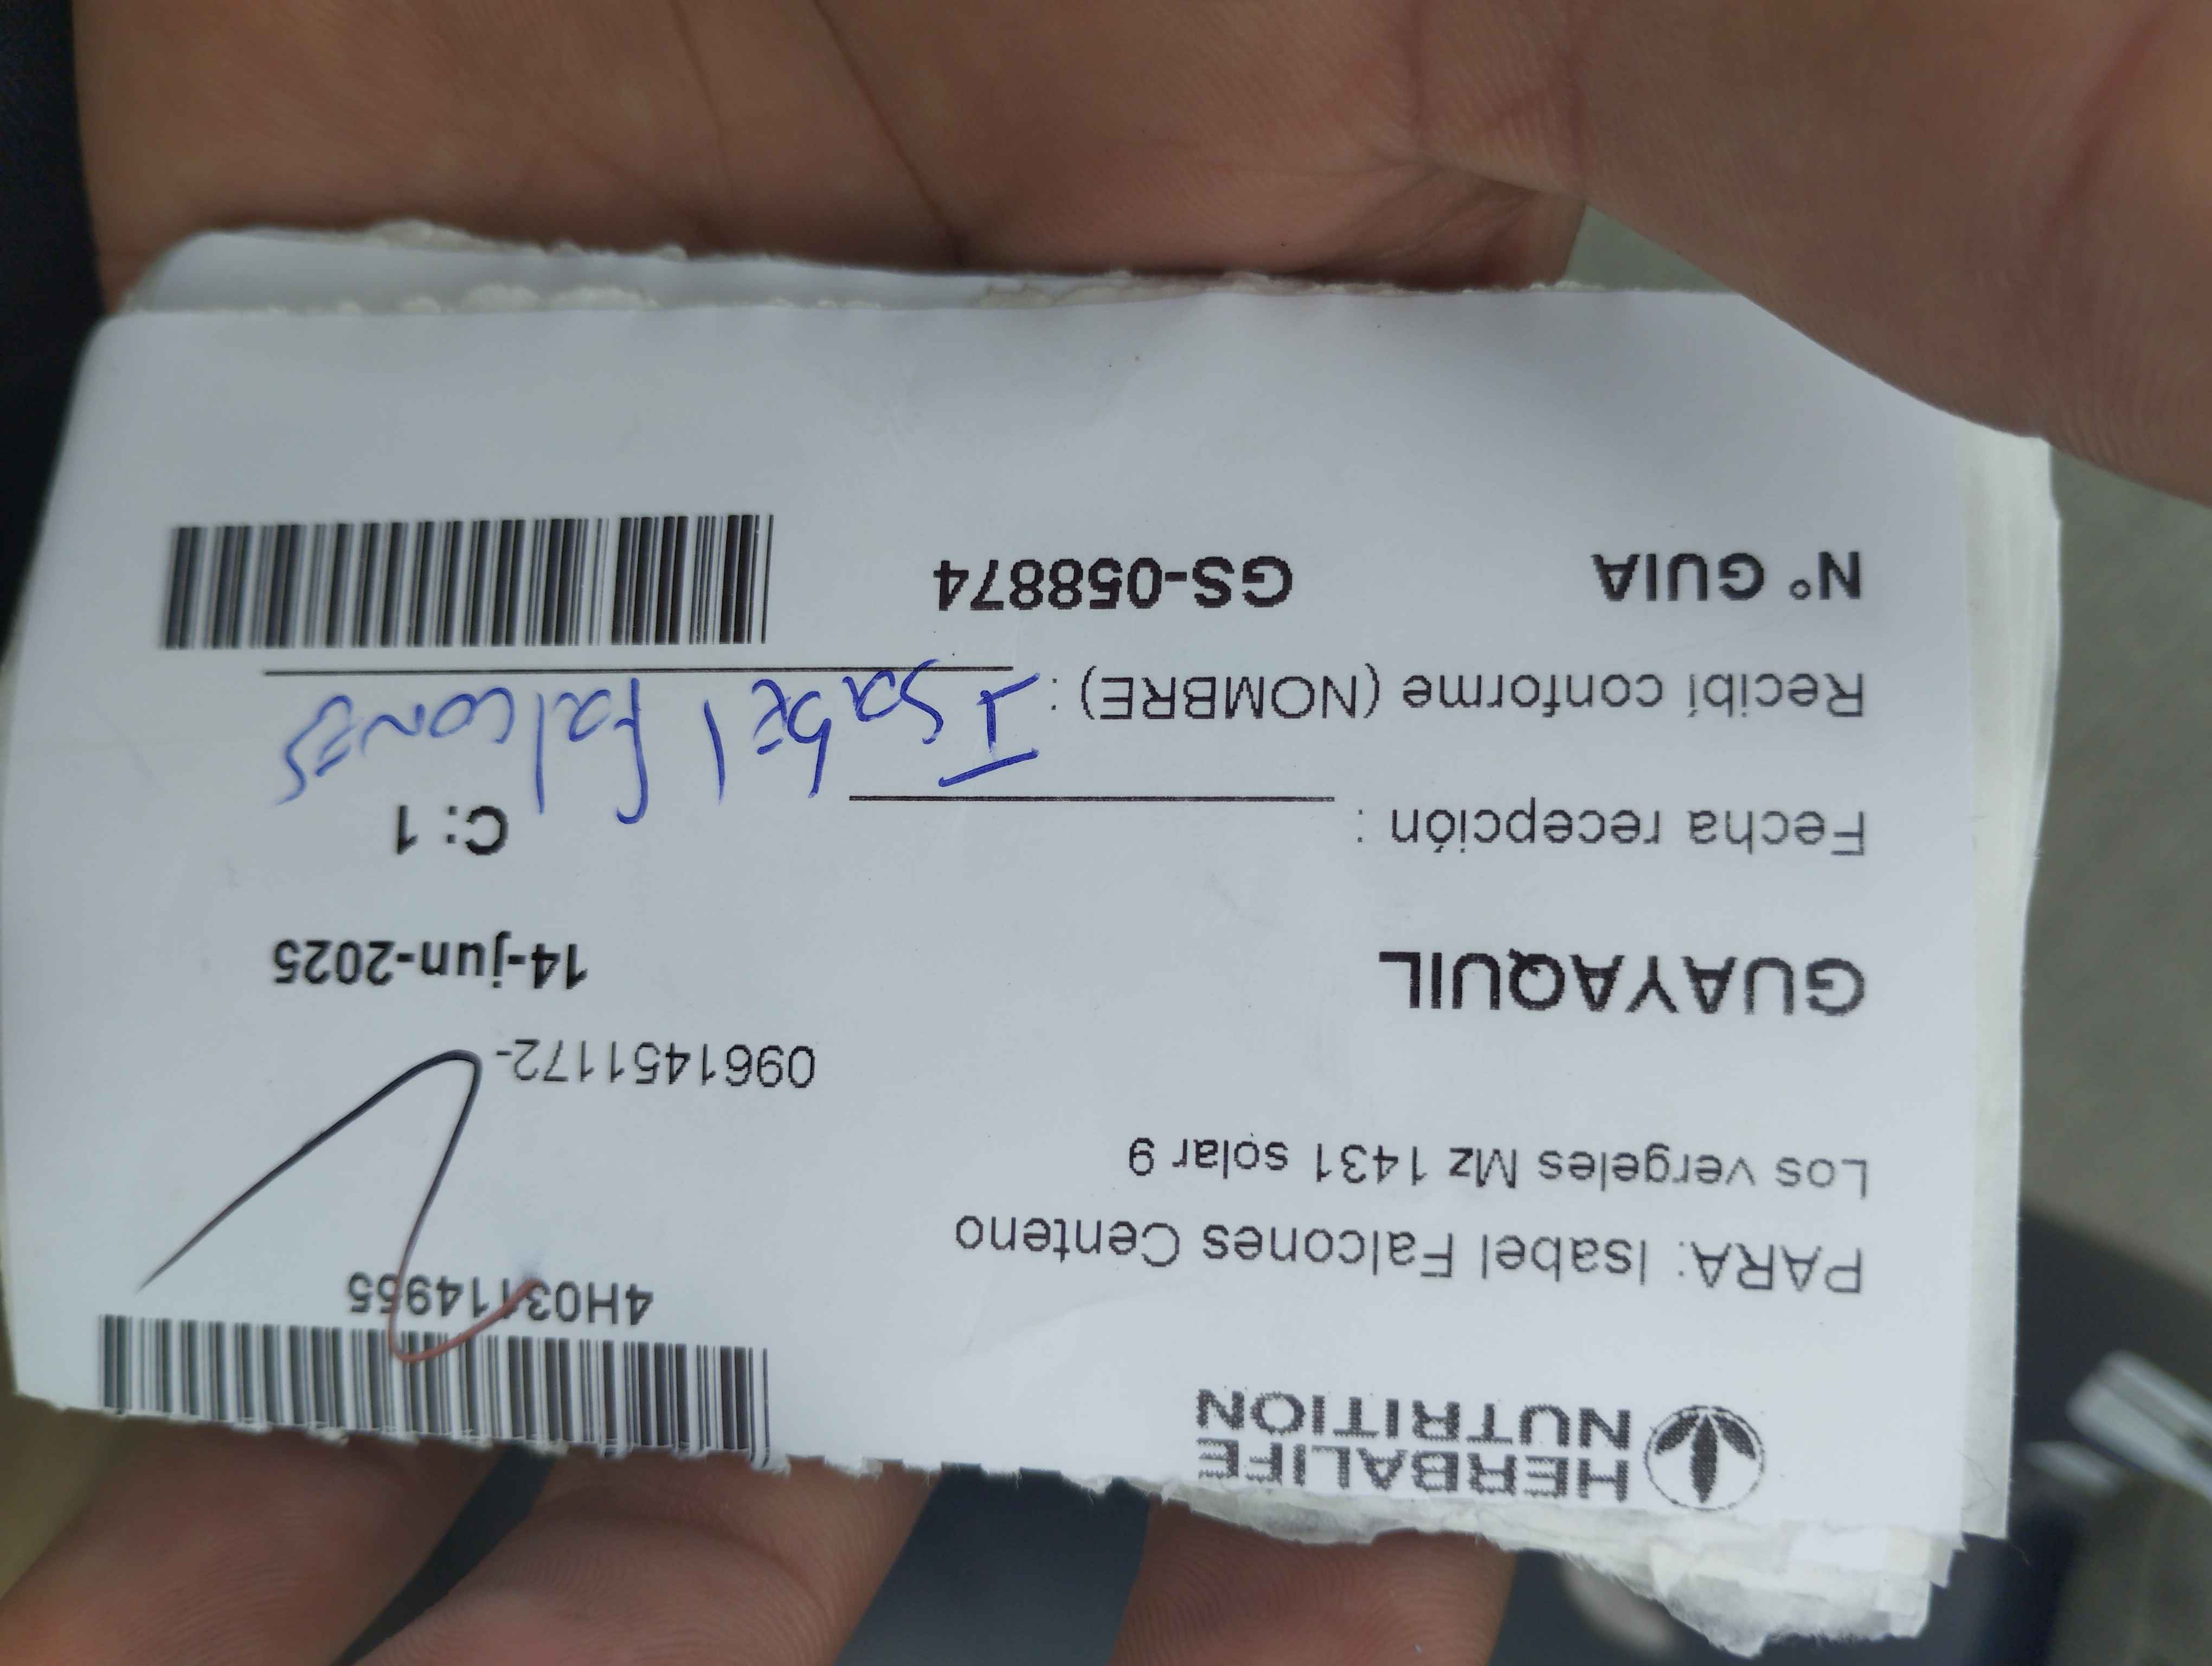 HERBALIFE
NUTRITION
4H03114955
PARA: Isabel Falcones Centeno
Los vergeles Mz 1431 solar 9
0961451172-
GUAYAQUIL
14-jun-2025
Fecha recepción :
C: 1
Recibí conforme (NOMBRE) : Isabel Falcones
N° GUIA GS-058874